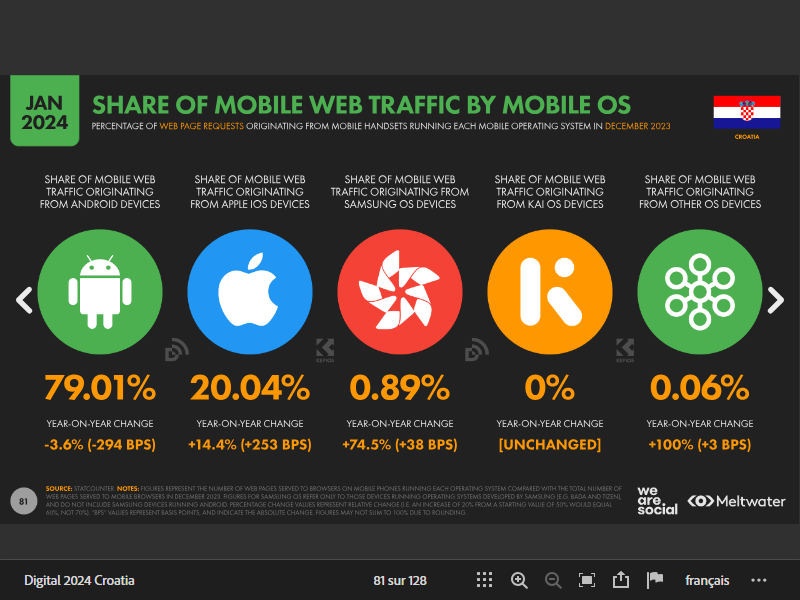 JAN
2024
SHARE OF MOBILE WEB TRAFFIC BY MOBILE OS
PERCENTAGE OF WEB PAGE REQUESTS ORIGINATING FROM MOBILE HANDSETS RUNNING EACH MOBILE OPERATING SYSTEM IN DECEMBER 2023
CROATIA
SHARE OF MOBILE WEB
TRAFFIC ORIGINATING
FROM ANDROID DEVICES
79.01%
YEAR-ON-YEAR CHANGE
-3.6% (-294 BPS)
SHARE OF MOBILE WEB
TRAFFIC ORIGINATING
FROM APPLE IOS DEVICES
20.04%
YEAR-ON-YEAR CHANGE
+14.4% (+253 BPS)
SHARE OF MOBILE WEB
TRAFFIC ORIGINATING FROM
SAMSUNG OS DEVICES
0.89%
YEAR-ON-YEAR CHANGE
+74.5% (+38 BPS)
SHARE OF MOBILE WEB
TRAFFIC ORIGINATING
FROM KAI OS DEVICES
0%
YEAR-ON-YEAR CHANGE
[UNCHANGED]
SHARE OF MOBILE WEB
TRAFFIC ORIGINATING
FROM OTHER OS DEVICES
0.06%
YEAR-ON-YEAR CHANGE
+100% (+3 BPS)
KEPIOS
KEPIOS
81
SOURCE: STATCOUNTER. NOTES: FIGURES REPRESENT THE NUMBER OF WEB PAGES SERVED TO BROWSERS ON MOBILE PHONES RUNNING EACH OPERATING SYSTEM COMPARED WITH THE TOTAL NUMBER OF
WEB PAGES SERVED TO MOBILE BROWSERS IN DECEMBER 2023. FIGURES FOR SAMSUNG OS REFER ONLY TO THOSE DEVICES RUNNING OPERATING SYSTEMS DEVELOPED BY SAMSUNG (E.G. BADA AND TIZEN),
AND DO NOT INCLUDE SAMSUNG DEVICES RUNNING ANDROID. PERCENTAGE CHANGE VALUES REPRESENT RELATIVE CHANGE (I.E. AN INCREASE OF 20% FROM A STARTING VALUE OF 50% WOULD EQUAL
60%, NOT 70%). "BPS" VALUES REPRESENT BASIS POINTS, AND INDICATE THE ABSOLUTE CHANGE. FIGURES MAY NOT SUM TO 100% DUE TO ROUNDING.
we
are.
social
Meltwater
Digital 2024 Croatia
81 sur 128
français